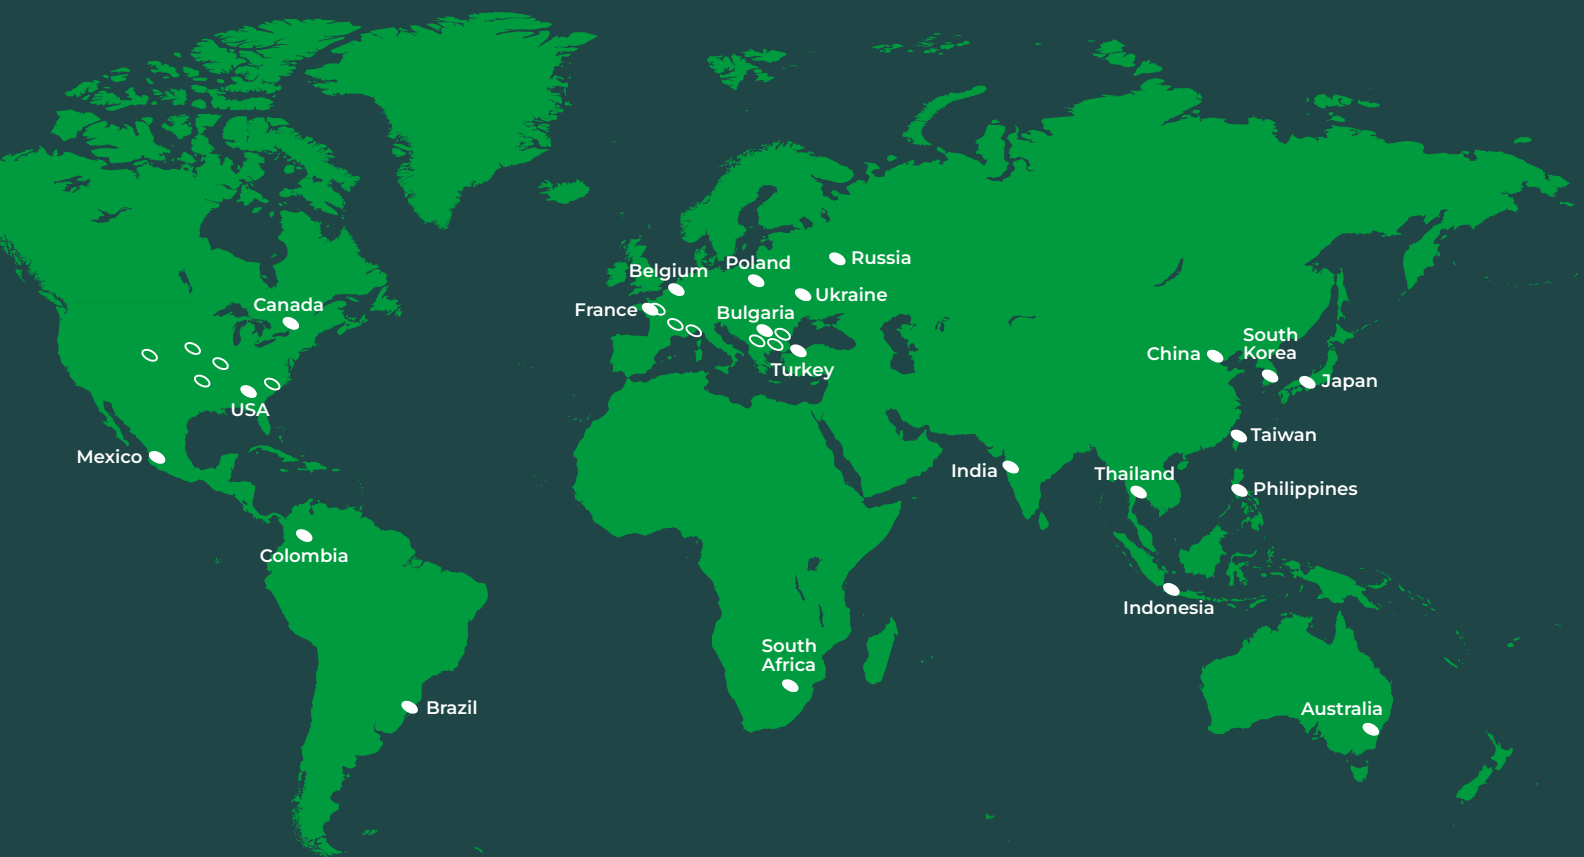 Russia
Poland
Belgium
Ukraine
Canada
France
Bulgaria
South
Korea
China
Turkey
Japan
USA
Taiwan
Mexico
India
Thailand
Philippines
Colombia
Indonesia
South
Africa
Brazil
Australia